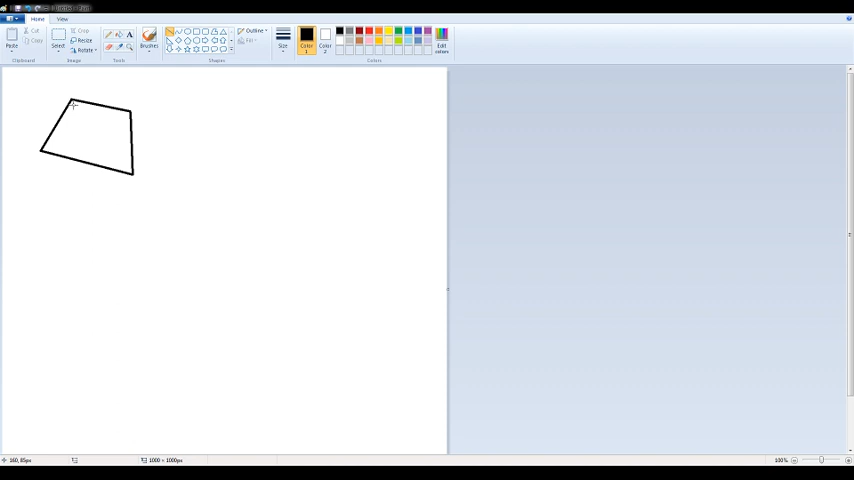 Home View
Cut
Copy
Paste
Clipboard
Select
Crop
Resize
Rotate
Image
A
Tools
Brushes
Shapes
Outline
Fill
Size
Color 1
Color 2
Edit colors
Colors
160, 85px
1000 × 1000px
100%